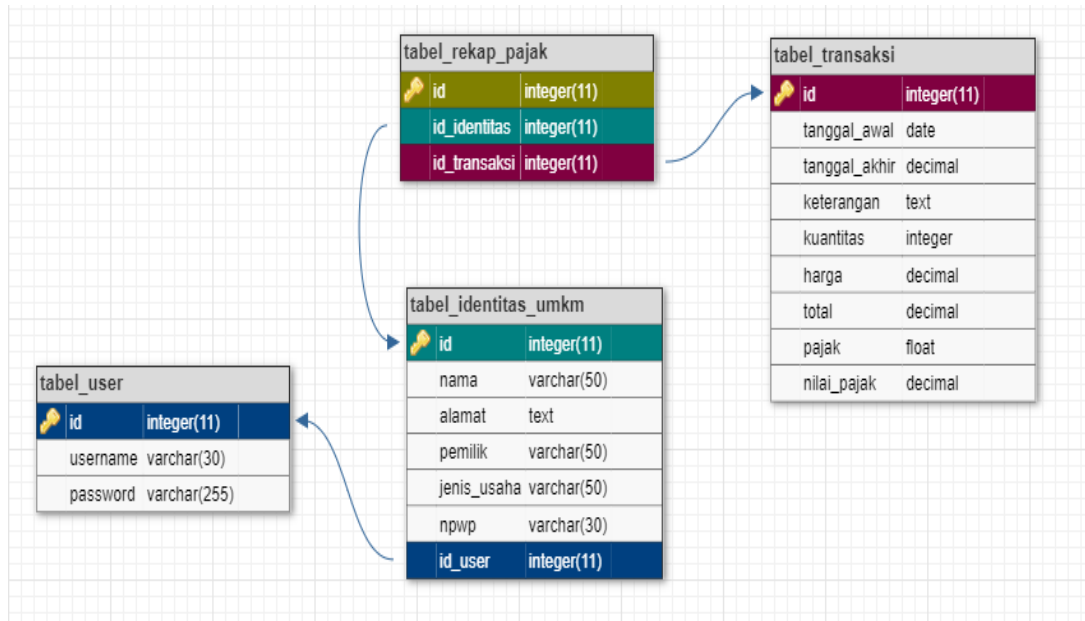 tabel_rekap_pajak
id integer(11)
id_identitas integer(11)
id_transaksi integer(11)
tabel_transaksi
id integer(11)
tanggal_awal date
tanggal_akhir decimal
keterangan text
kuantitas integer
harga decimal
total decimal
pajak float
nilai_pajak decimal
tabel_identitas_umkm
id integer(11)
nama varchar(50)
alamat text
pemilik varchar(50)
jenis_usaha varchar(50)
npwp varchar(30)
id_user integer(11)
tabel_user
id integer(11)
username varchar(30)
password varchar(255)